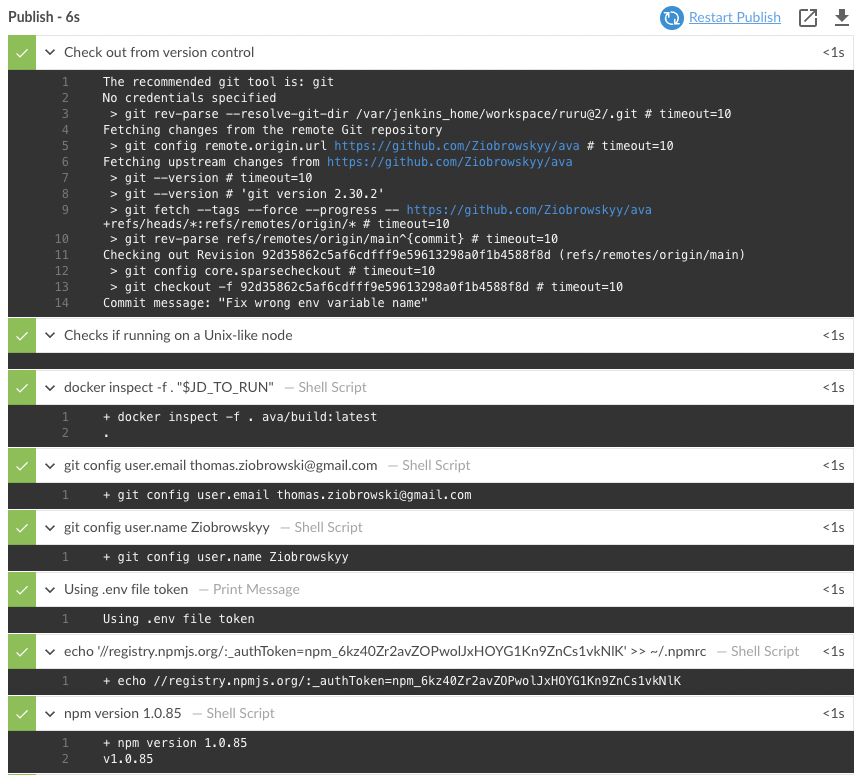 Publish - 6s
Restart Publish
Check out from version control <1s
1 The recommended git tool is: git
2 No credentials specified
3 > git rev-parse --resolve-git-dir /var/jenkins_home/workspace/ruru@2/.git # timeout=10
4 Fetching changes from the remote Git repository
5 > git config remote.origin.url https://github.com/Ziobrowskyy/ava # timeout=10
6 Fetching upstream changes from https://github.com/Ziobrowskyy/ava
7 > git --version # timeout=10
8 > git --version # 'git version 2.30.2'
9 > git fetch --tags --force --progress -- https://github.com/Ziobrowskyy/ava
+refs/heads/*:refs/remotes/origin/* # timeout=10
10 > git rev-parse refs/remotes/origin/main^{commit} # timeout=10
11 Checking out Revision 92d35862c5af6cdfff9e59613298a0f1b4588f8d (refs/remotes/origin/main)
12 > git config core.sparsecheckout # timeout=10
13 > git checkout -f 92d35862c5af6cdfff9e59613298a0f1b4588f8d # timeout=10
14 Commit message: "Fix wrong env variable name"
Checks if running on a Unix-like node <1s
docker inspect -f . "$JD_TO_RUN" — Shell Script <1s
1 + docker inspect -f . ava/build:latest
2 .
git config user.email thomas.ziobrowski@gmail.com — Shell Script <1s
1 + git config user.email thomas.ziobrowski@gmail.com
git config user.name Ziobrowskyy — Shell Script <1s
1 + git config user.name Ziobrowskyy
Using .env file token — Print Message <1s
1 Using .env file token
echo '//registry.npmjs.org/:_authToken=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' >> ~/.npmrc — Shell Script <1s
1 + echo //registry.npmjs.org/:_authToken=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
npm version 1.0.85 — Shell Script <1s
1 + npm version 1.0.85
2 v1.0.85